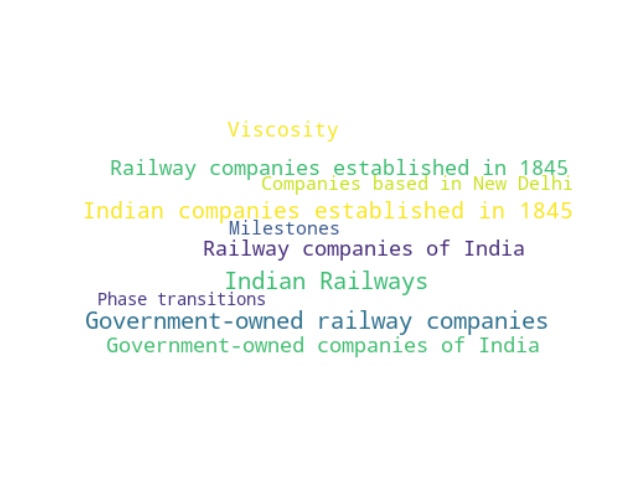 Viscosity
Railway companies established in 1845
Companies based in New Delhi
Indian companies established in 1845
Milestones
Railway companies of India
Indian Railways
Phase transitions
Government-owned railway companies
Government-owned companies of India